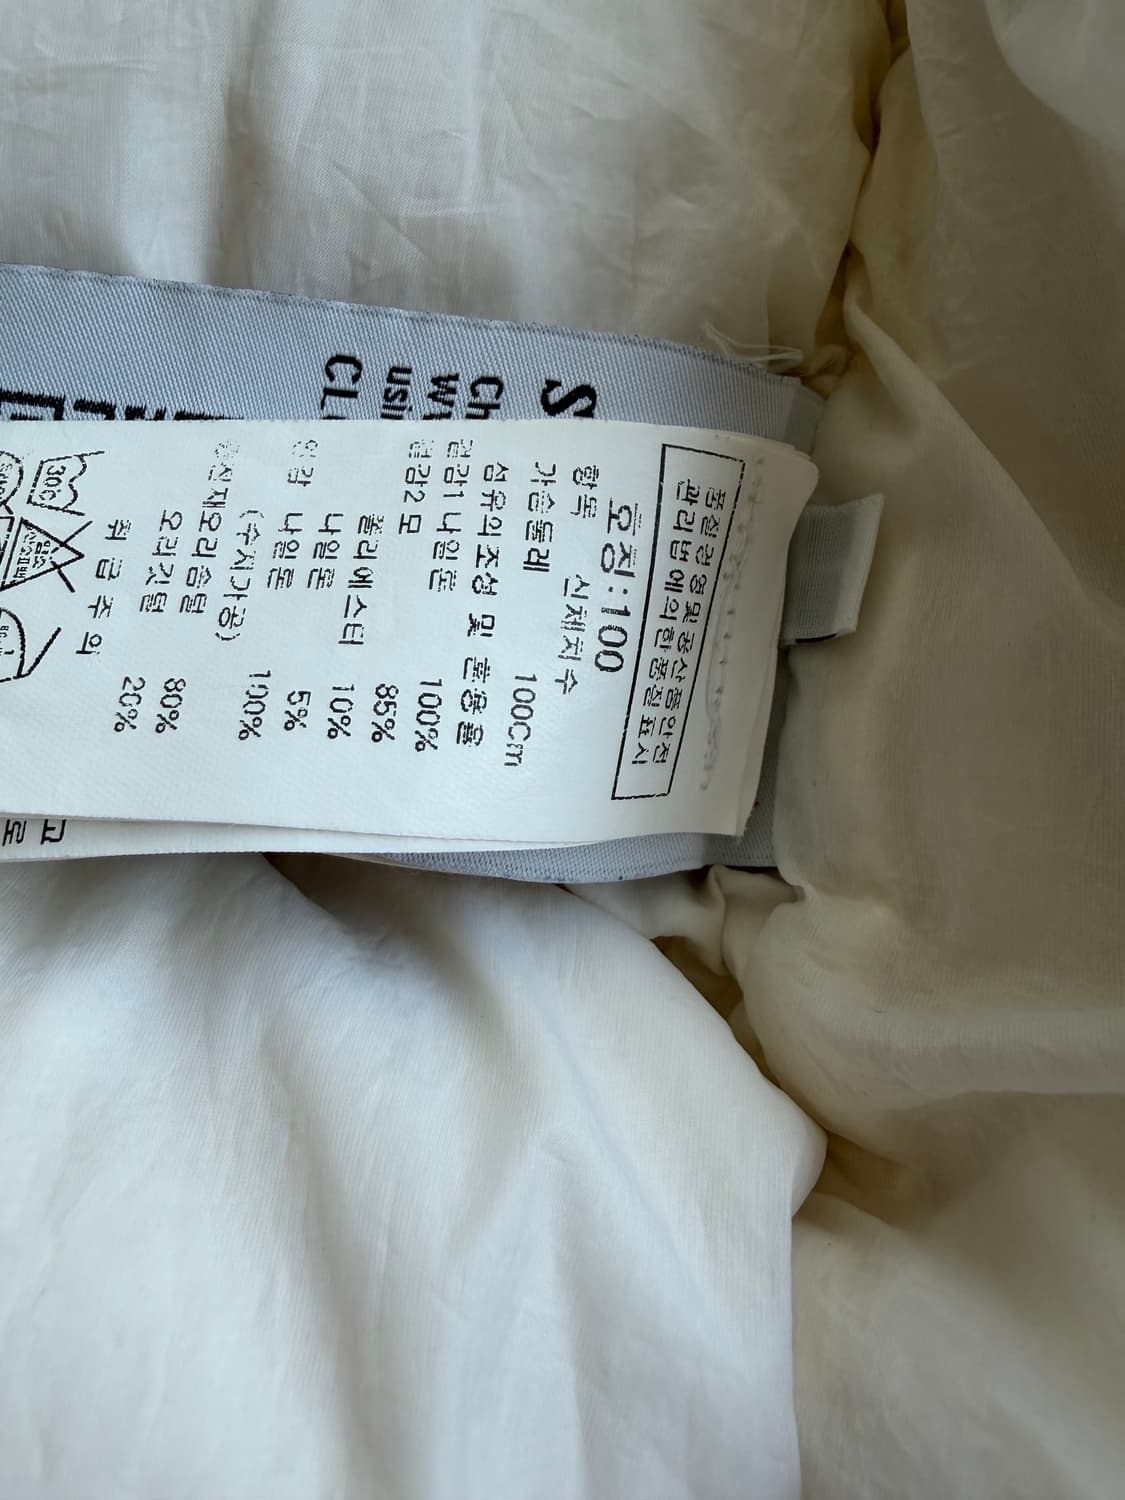 품질경영및공산품안전
관리법에의한품질표시
호칭:100
항목 신체치수
가슴둘레 100Cm
섬유의조성 및 혼용율
겉감1 나일론 100%
겉감2 모 85%
폴리에스터 10%
나일론 5%
안감 나일론 100%
(수지가공)
충전재오리솜털 80%
오리깃털 20%
취 급 주 의